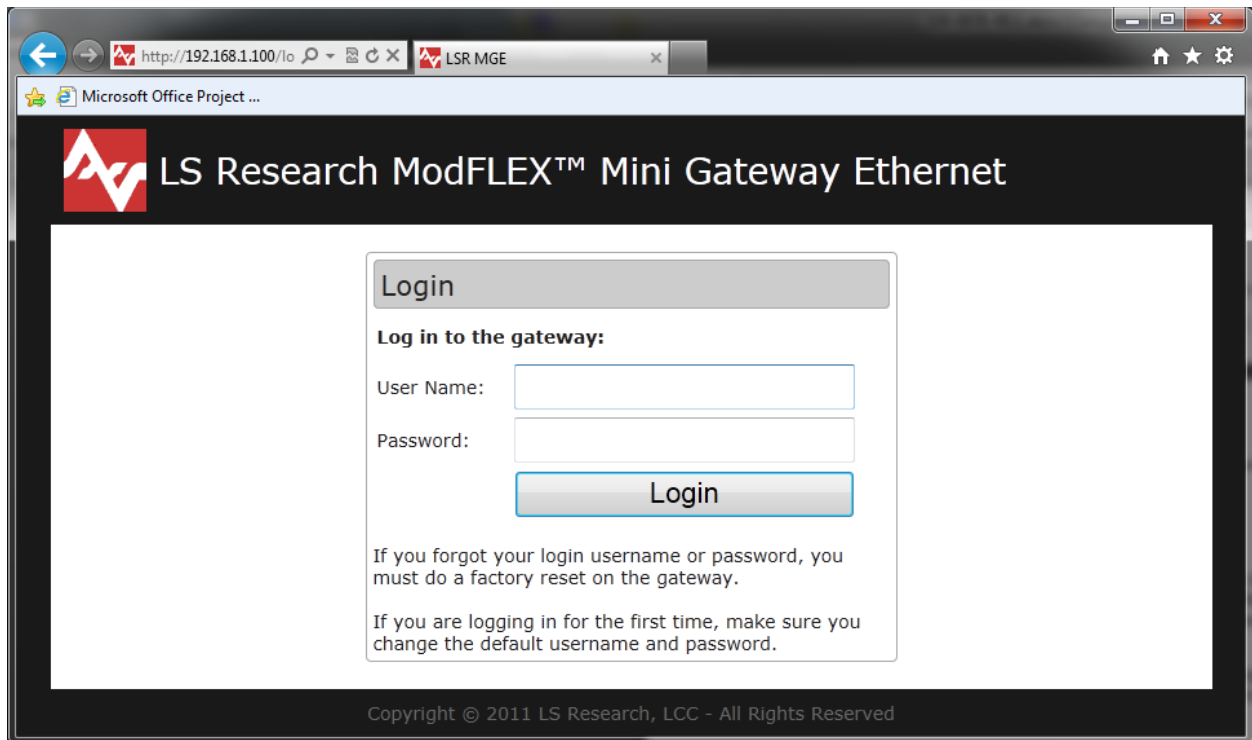 http://192.168.1.100/lo
LSR MGE
Microsoft Office Project ...
LS Research ModFLEX™ Mini Gateway Ethernet
Login
Log in to the gateway:
User Name:
Password:
Login
If you forgot your login username or password, you
must do a factory reset on the gateway.
If you are logging in for the first time, make sure you
change the default username and password.
Copyright © 2011 LS Research, LCC - All Rights Reserved